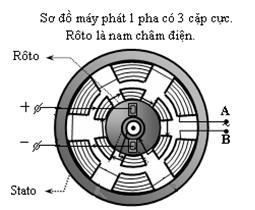 Sơ đồ máy phát 1 pha có 3 cặp cực.
Rôto là nam châm điện.
Rôto
A
+
B
−
Stato